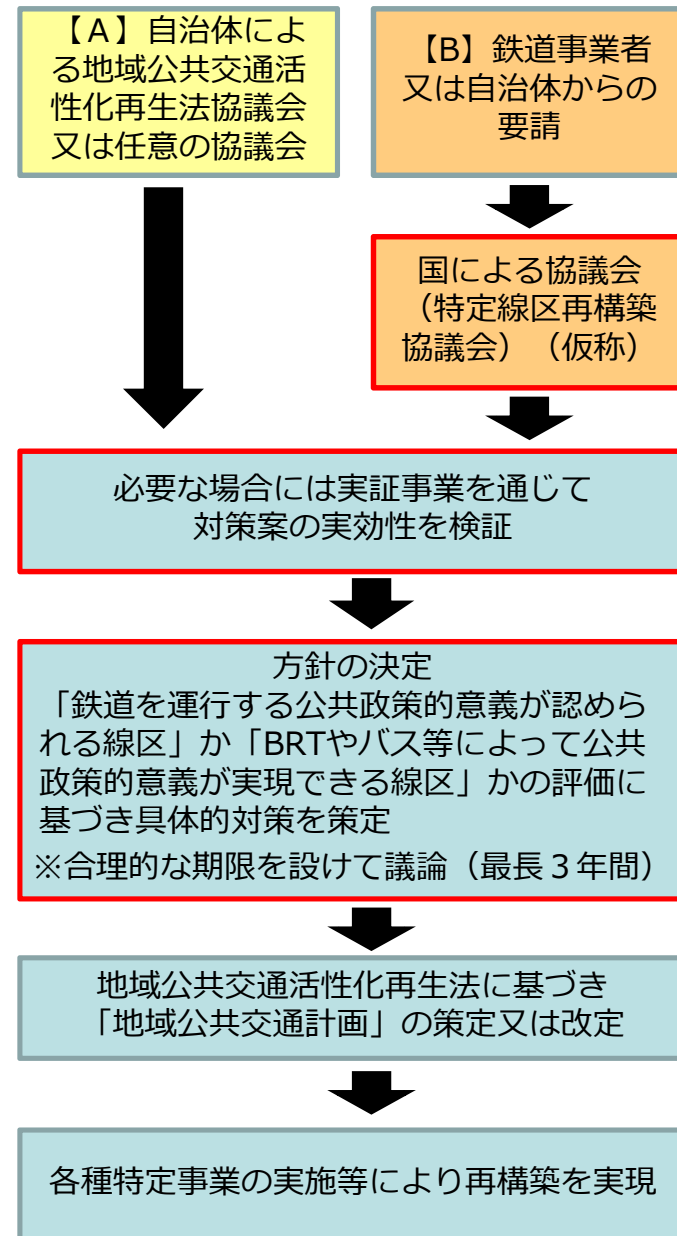 【A】自治体によ
る地域公共交通活
性化再生法協議会
又は任意の協議会
【B】鉄道事業者
又は自治体からの
要請
国による協議会
（特定線区再構築
協議会）（仮称）
必要な場合には実証事業を通じて
対策案の実効性を検証
方針の決定
「鉄道を運行する公共政策的意義が認めら
れる線区」か「BRTやバス等によって公共
政策的意義が実現できる線区」かの評価に
基づき具体的対策を策定
※合理的な期限を設けて議論（最長３年間）
地域公共交通活性化再生法に基づき
「地域公共交通計画」の策定又は改定
各種特定事業の実施等により再構築を実現